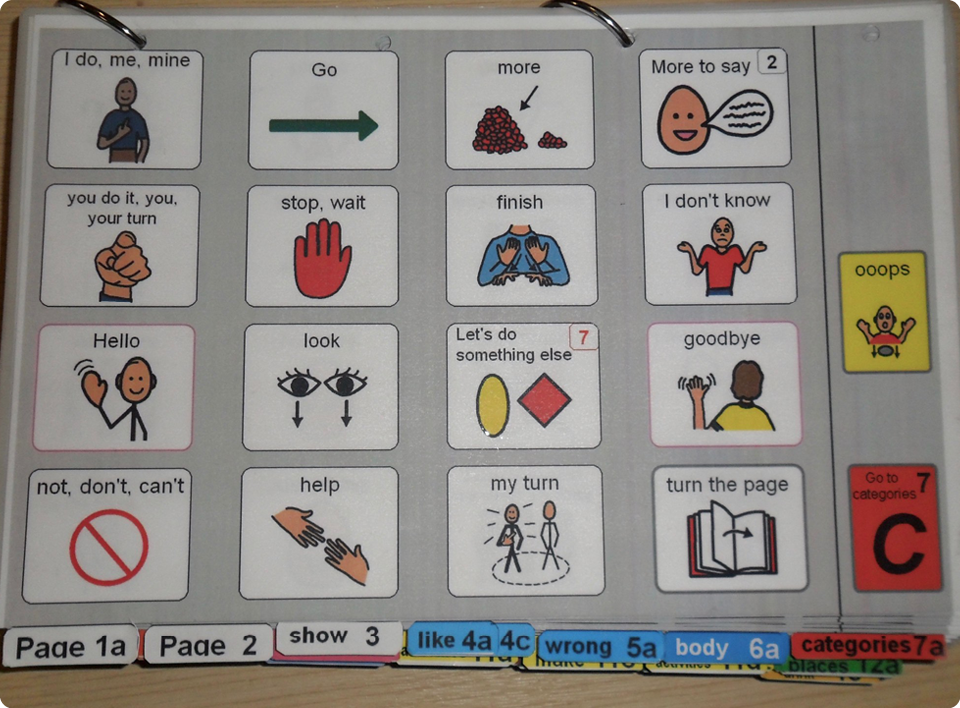 I do, me, mine
Go
more
More to say 2
you do it, you,
your turn
stop, wait
finish
I don't know
ooops
Hello
look
Let's do 7
something else
goodbye
not, don't, can't
help
my turn
turn the page
Go to 7
categories
C
Page 1a
Page 2
show 3
like 4a
4c
wrong 5a
body 6a
categories 7a
12a